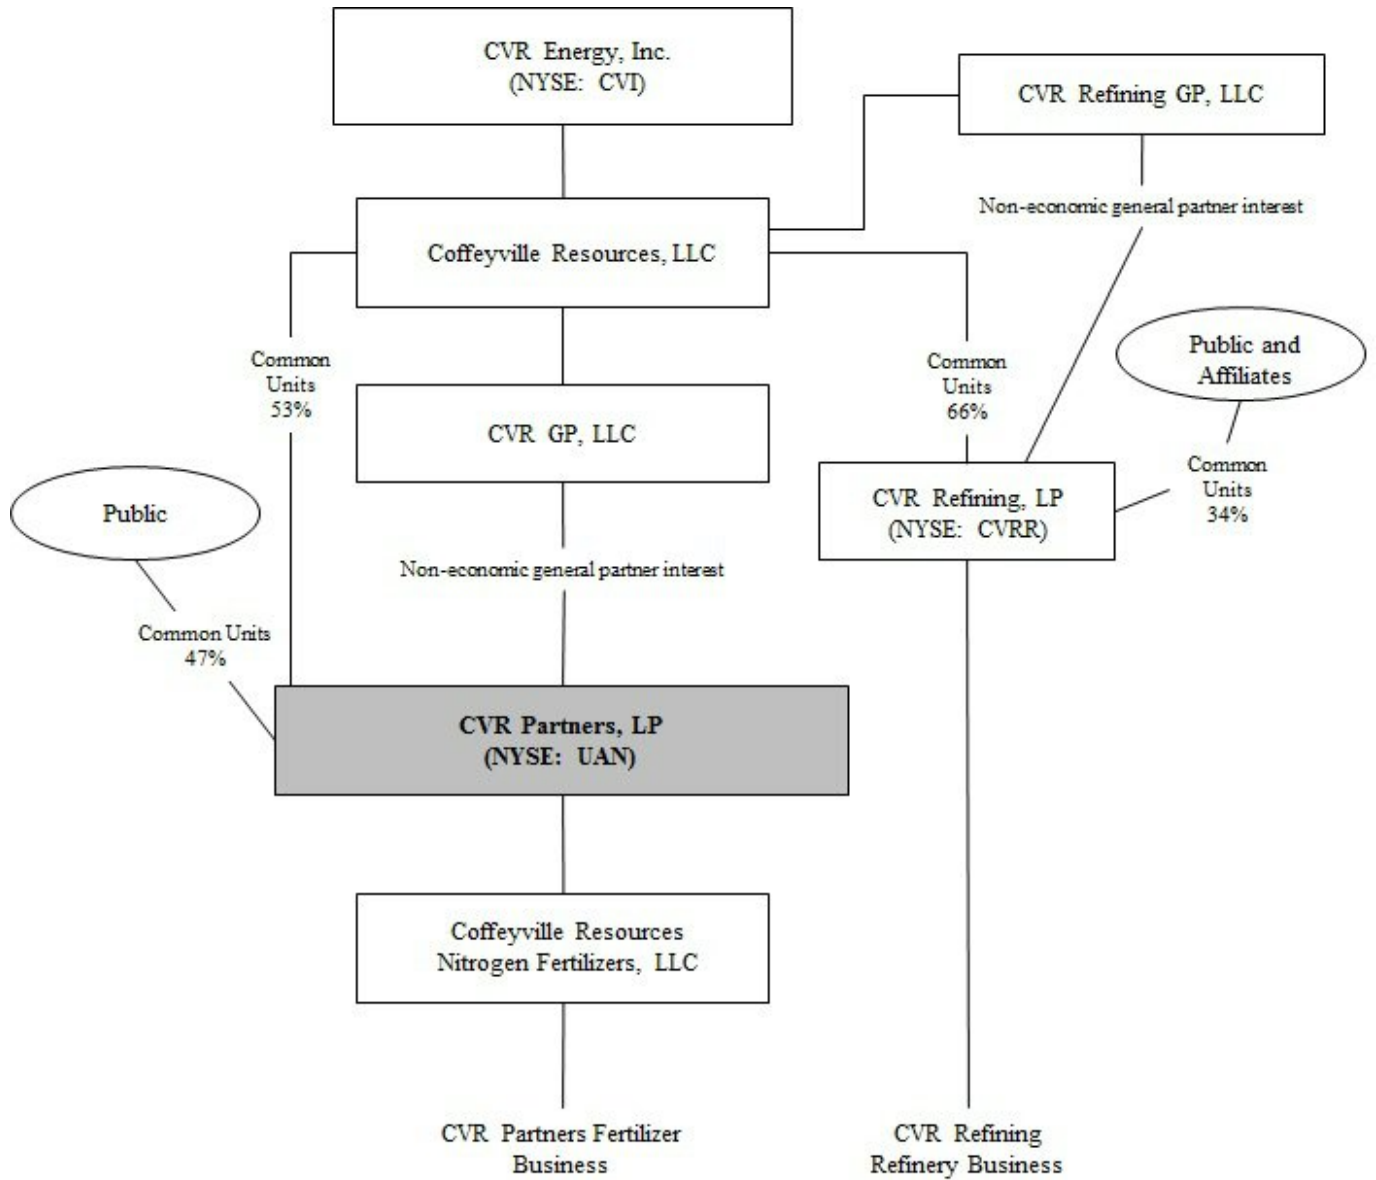 CVR Energy, Inc.
(NYSE: CVI)
CVR Refining GP, LLC
Non-economic general partner interest
Coffeyville Resources, LLC
Common
Units
53%
Common
Units
66%
Public and
Affiliates
CVR GP, LLC
Common
Units
34%
CVR Refining, LP
(NYSE: CVRR)
Public
Non-economic general partner interest
Common Units
47%
CVR Partners, LP
(NYSE: UAN)
Coffeyville Resources
Nitrogen Fertilizers, LLC
CVR Partners Fertilizer
Business
CVR Refining
Refinery Business